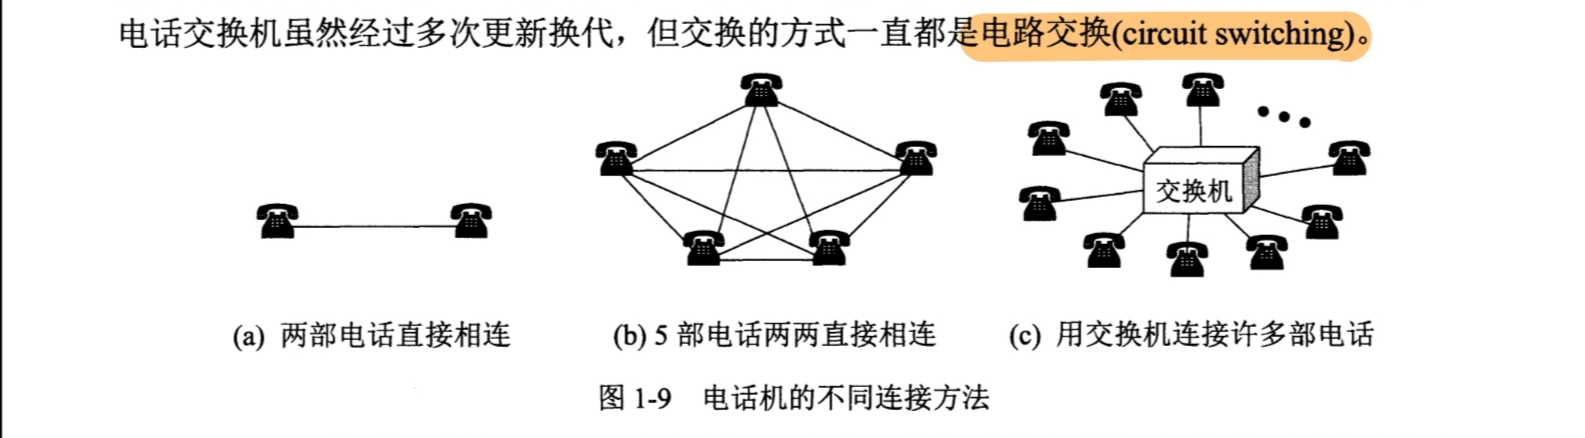 电话交换机虽然经过多次更新换代，但交换的方式一直都是电路交换(circuit switching)。
交换机
(a) 两部电话直接相连 (b) 5 部电话两两直接相连 (c) 用交换机连接许多部电话
图 1-9 电话机的不同连接方法